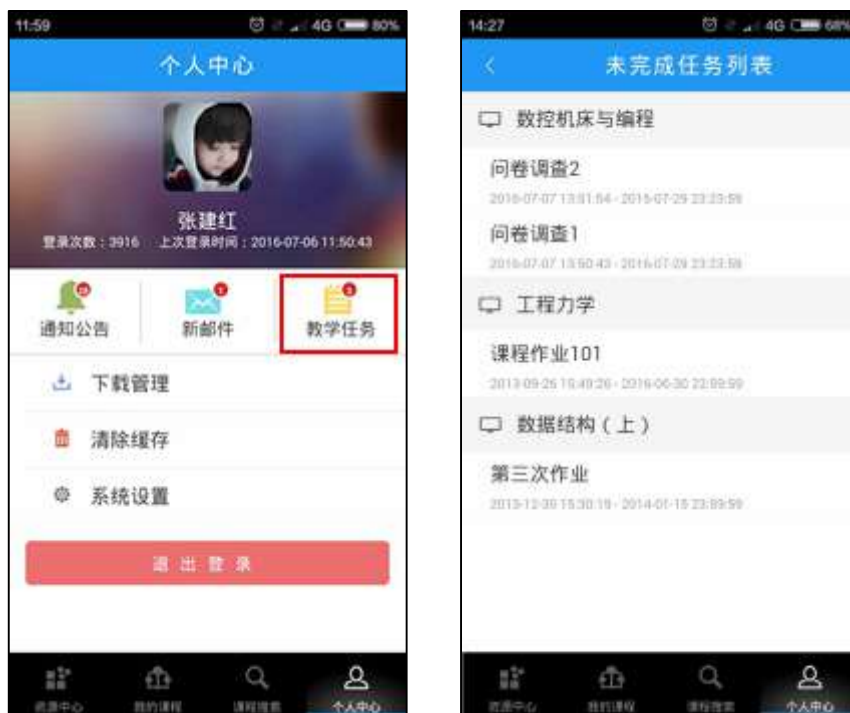 11:59
4G 80%
个人中心
张建红
登录次数：3916 上次登录时间：2016-07-06 11:50:43
通知公告
新邮件
教学任务
下载管理
清除缓存
系统设置
退出登录
资源中心
我的课程
课程搜索
个人中心
14:27
4G 68%
未完成任务列表
数控机床与编程
问卷调查2
问卷调查1
工程力学
课程作业101
数据结构（上）
第三次作业
资源中心
我的课程
课程搜索
个人中心